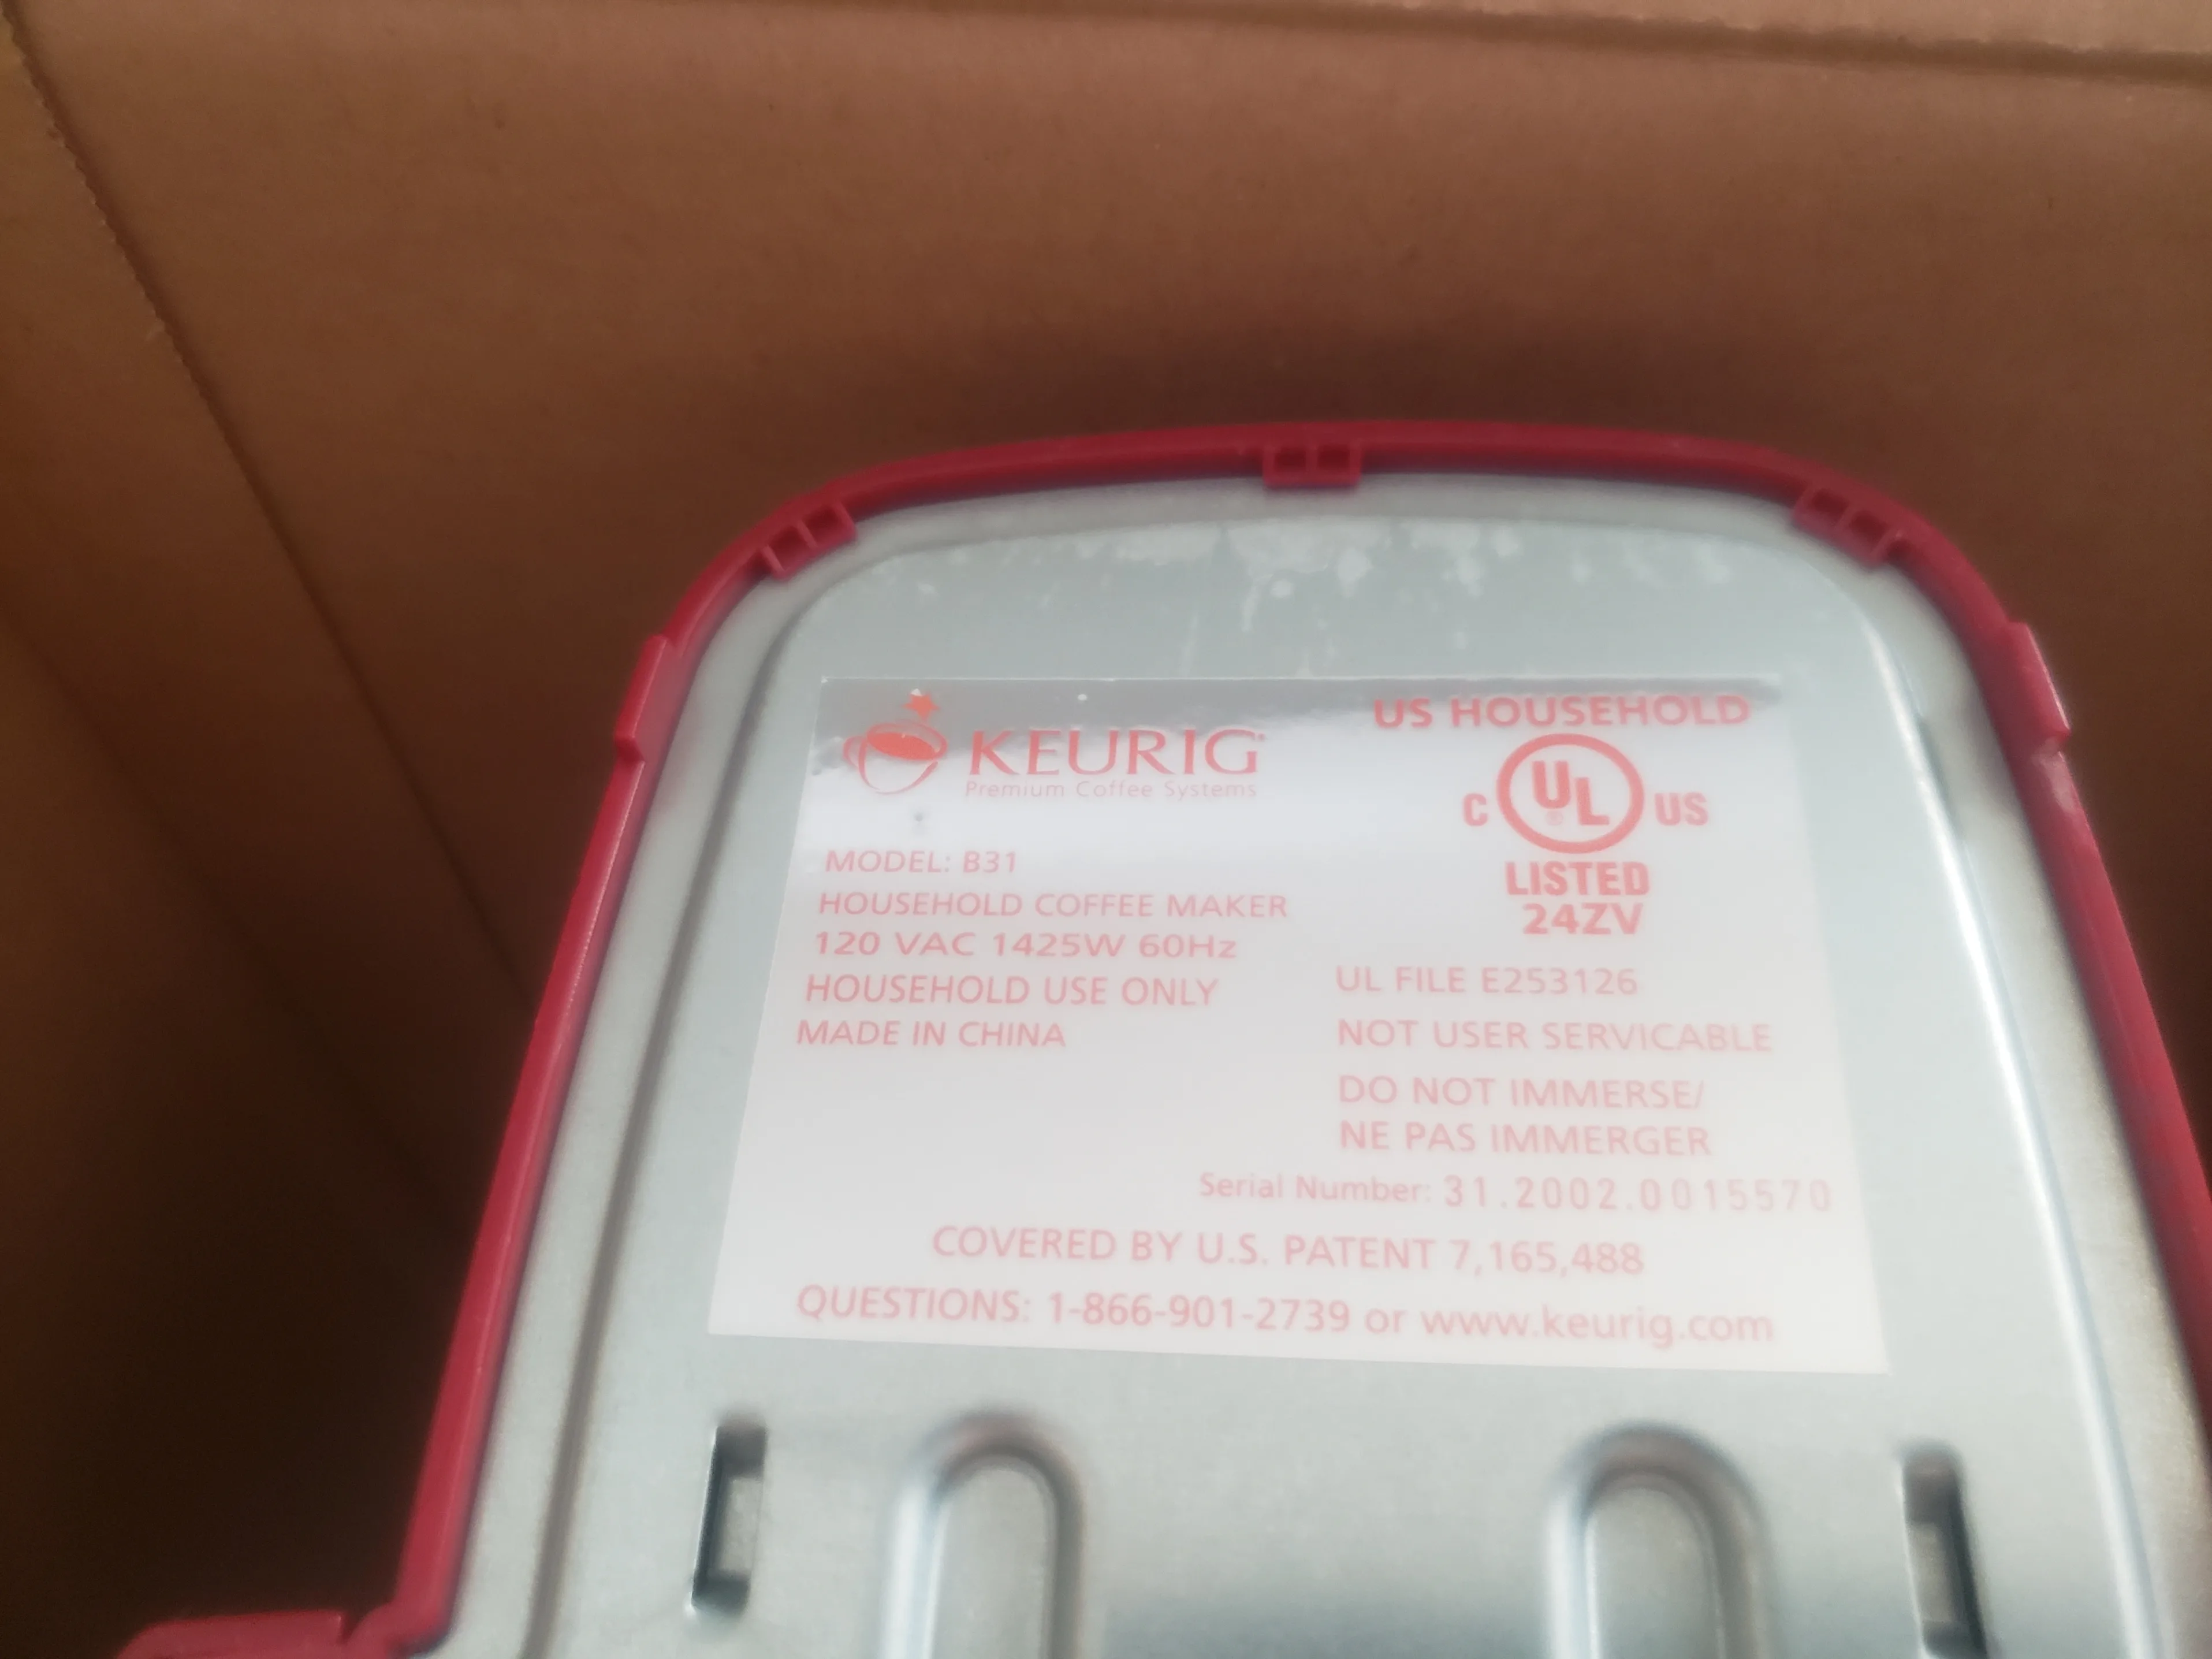 KEURIG
Premium Coffee Systems
MODEL: B31
HOUSEHOLD COFFEE MAKER
120 VAC 1425W 60Hz
HOUSEHOLD USE ONLY
MADE IN CHINA
US HOUSEHOLD
C UL® US
LISTED
24ZV
UL FILE E253126
NOT USER SERVICABLE
DO NOT IMMERSE/
NE PAS IMMERGER
Serial Number: 31.2002.0015570
COVERED BY U.S. PATENT 7,165,488
QUESTIONS: 1-866-901-2739 or www.keurig.com